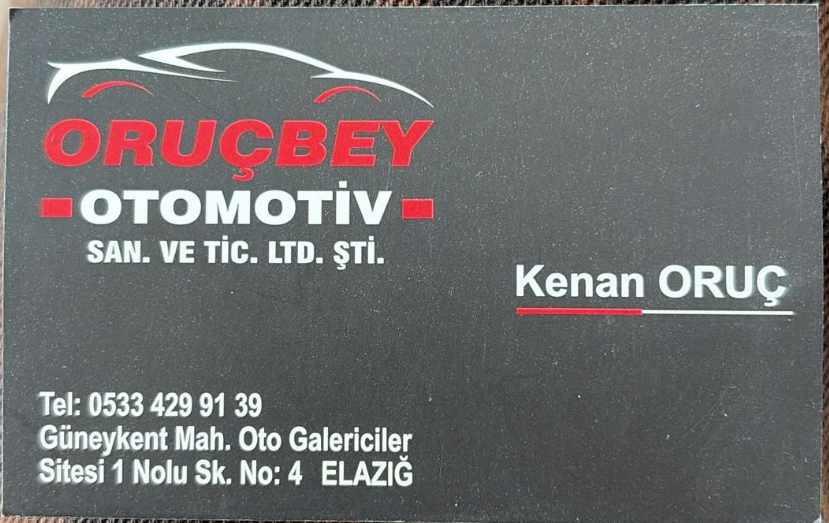 ORUÇBEY
OTOMOTİV
SAN. VE TİC. LTD. ŞTİ.
Kenan ORUÇ
Tel: 0533 429 91 39
Güneykent Mah. Oto Galericiler
Sitesi 1 Nolu Sk. No: 4 ELAZIĞ